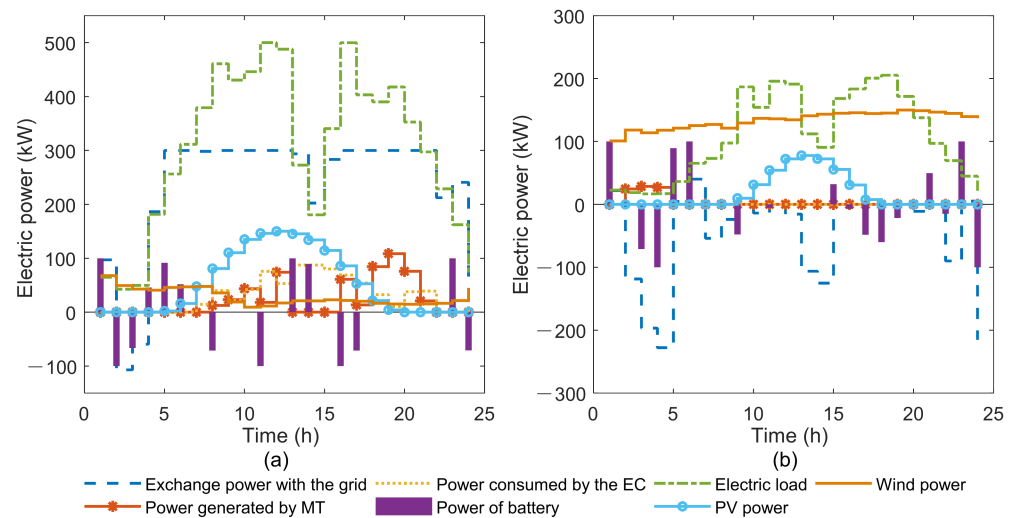 500
400
300
200
100
0
—100
Electric power (kW)
0 5 10 15 20 25
Time (h)
(a)
300
200
100
0
—100
—200
—300
Electric power (kW)
0 5 10 15 20 25
Time (h)
(b)
Exchange power with the grid Power consumed by the EC Electric load Wind power
Power generated by MT Power of battery PV power